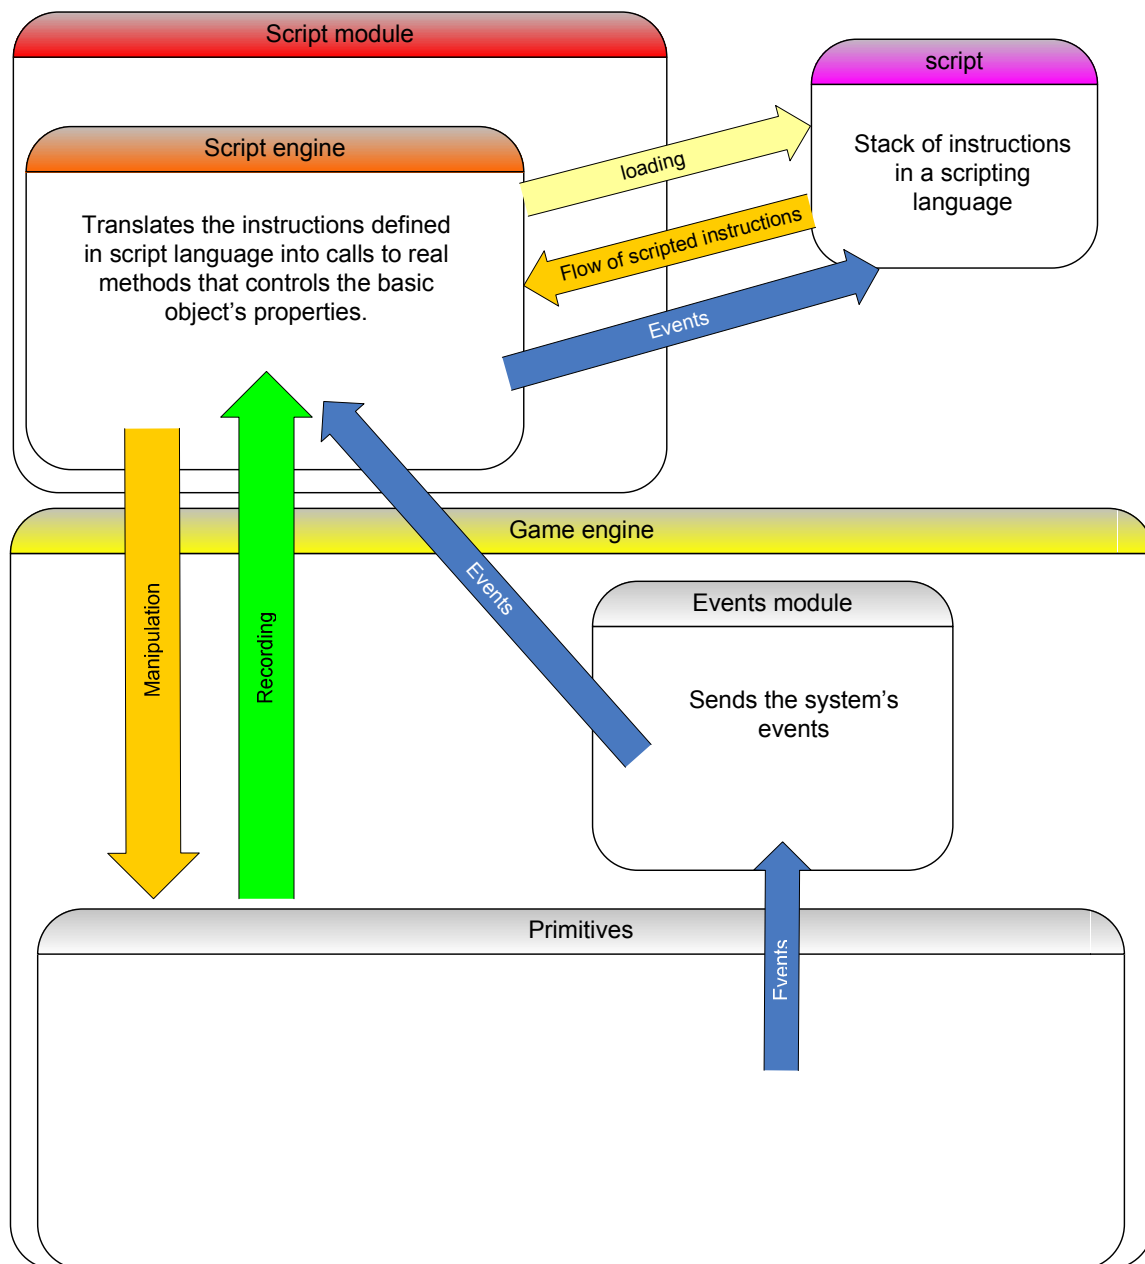 Script module
script
Script engine
Stack of instructions
in a scripting
language
loading
Translates the instructions defined
in script language into calls to real
methods that controls the basic
object's properties.
Flow of scripted instructions
Events
Game engine
Events
Events module
Manipulation
Recording
Sends the system's
events
Primitives
Events